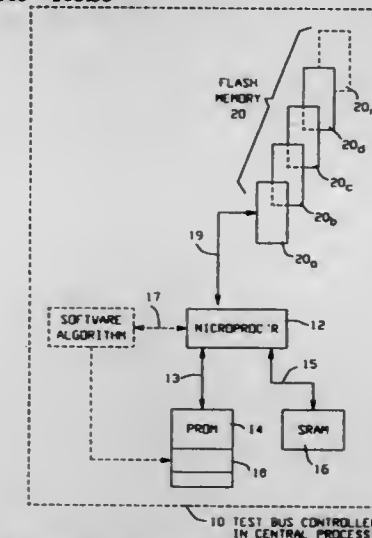 FLASH
MEMORY
20
20n
20d
20c
20b
20a
19
17
SOFTWARE
ALGORITHM
MICROPROC'R
12
13
15
PROM
14
SRAM
16
18
10 TEST BUS CONTROLLER
IN CENTRAL PROCESS